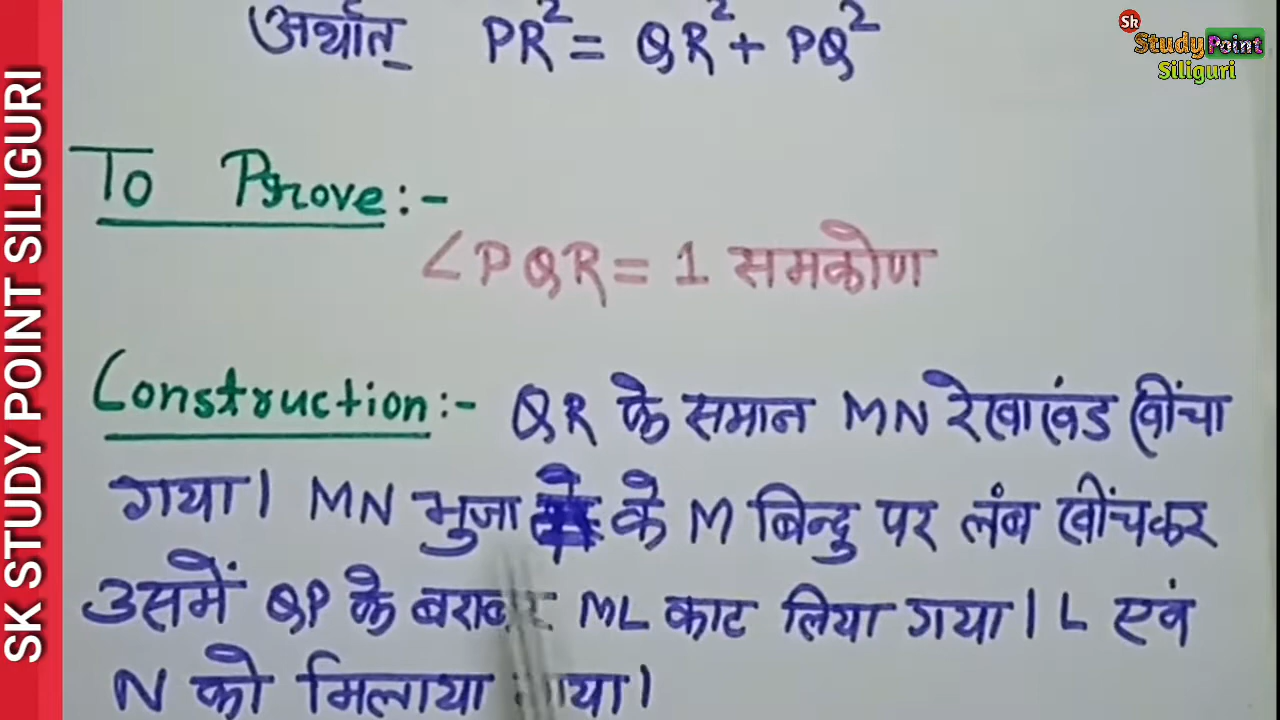 अर्थात् PR² = QR² + PQ²
To Prove:-
∠PQR = 1 समकोण
Construction:- QR के समान MN रेखाखंड खींचा
गया। MN भुजा के M बिन्दु पर लंब खींचकर
उसमें QP के बराबर ML काट लिया गया। L एवं
N को मिलाया गया।
SK STUDY POINT SILIGURI
Sk
Study Point
Siliguri